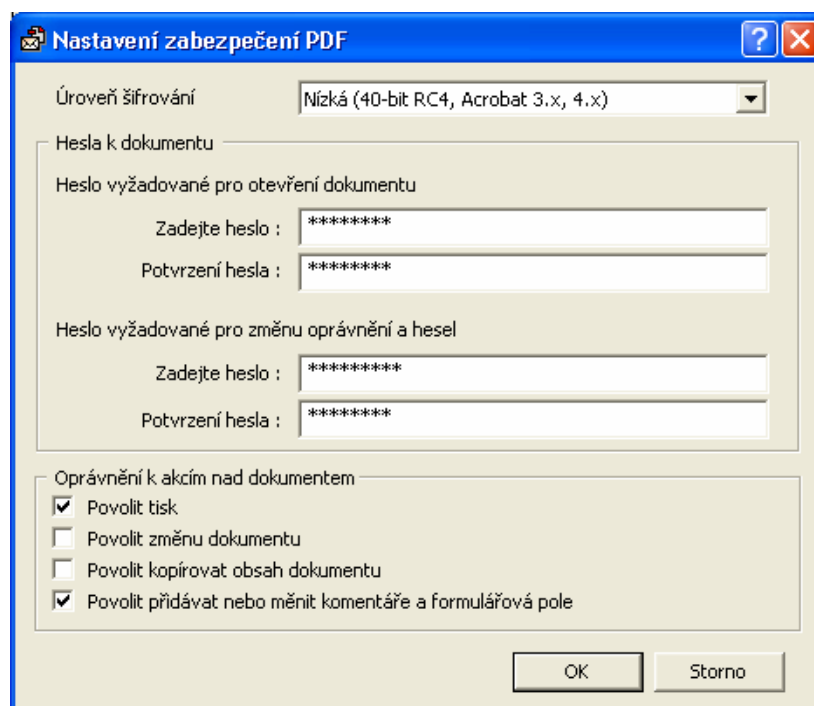 Nastavení zabezpečení PDF
Úroveň šifrování Nízká (40-bit RC4, Acrobat 3.x, 4.x)
Hesla k dokumentu
Heslo vyžadované pro otevření dokumentu
Zadejte heslo : ********
Potvrzení hesla : ********
Heslo vyžadované pro změnu oprávnění a hesel
Zadejte heslo : *********
Potvrzení hesla : ********
Oprávnění k akcím nad dokumentem
Povolit tisk
Povolit změnu dokumentu
Povolit kopírovat obsah dokumentu
Povolit přidávat nebo měnit komentáře a formulářová pole
OK Storno